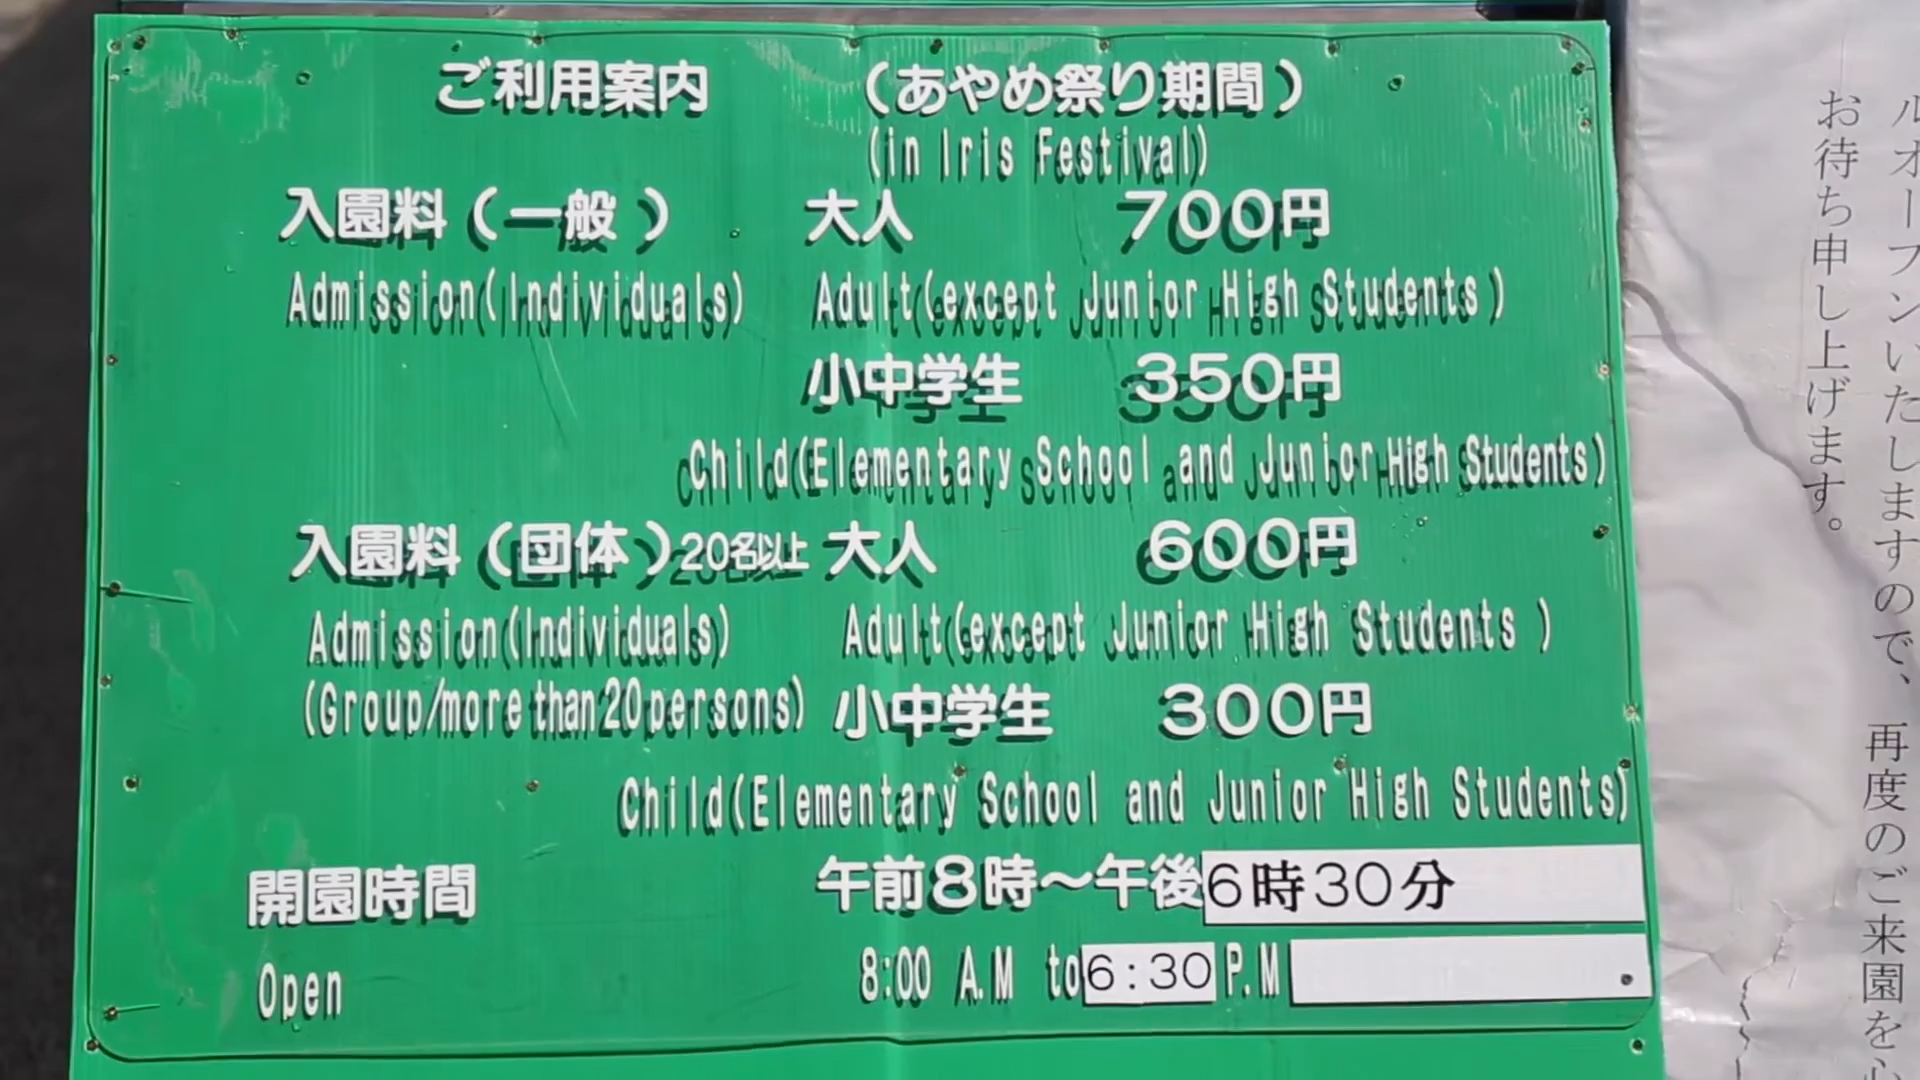 ご利用案内 （あやめ祭り期間）
(in Iris Festival)
入園料（一般） 大人 700円
Admission(Individuals) Adult(except Junior High Students)
小中学生 350円
Child(Elementary School and Junior High Students)
入園料（団体）20名以上 大人 600円
Admission(Individuals) Adult(except Junior High Students )
(Group/more than 20 persons) 小中学生 300円
Child(Elementary School and Junior High Students)
開園時間 午前8時～午後6時30分
Open 8:00 A.M to 6:30 P.M
ルオープンいたしますので、再度のご来園を心
お待ち申し上げます。